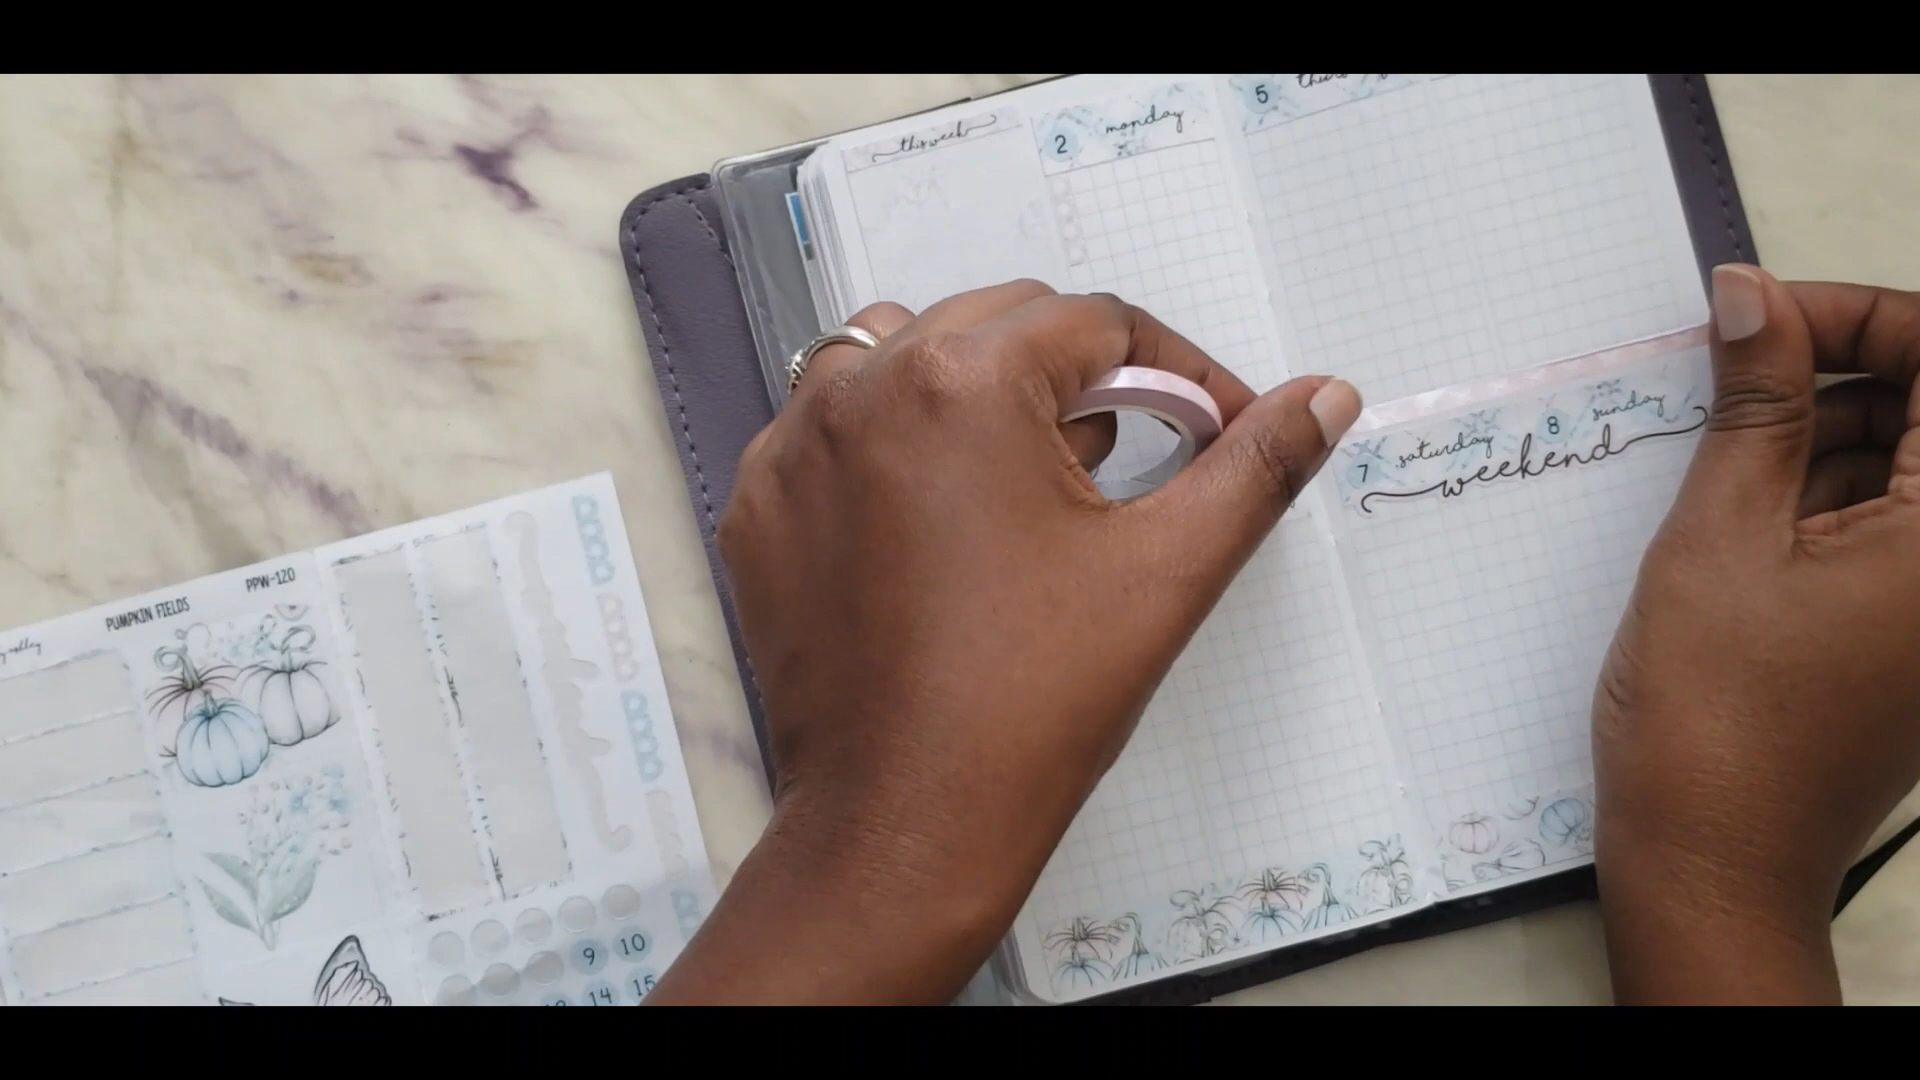 this week
2 monday
5
7 saturday 8 sunday
weekend
PUMPKIN FIELDS
PPW-120
9 10
14 15